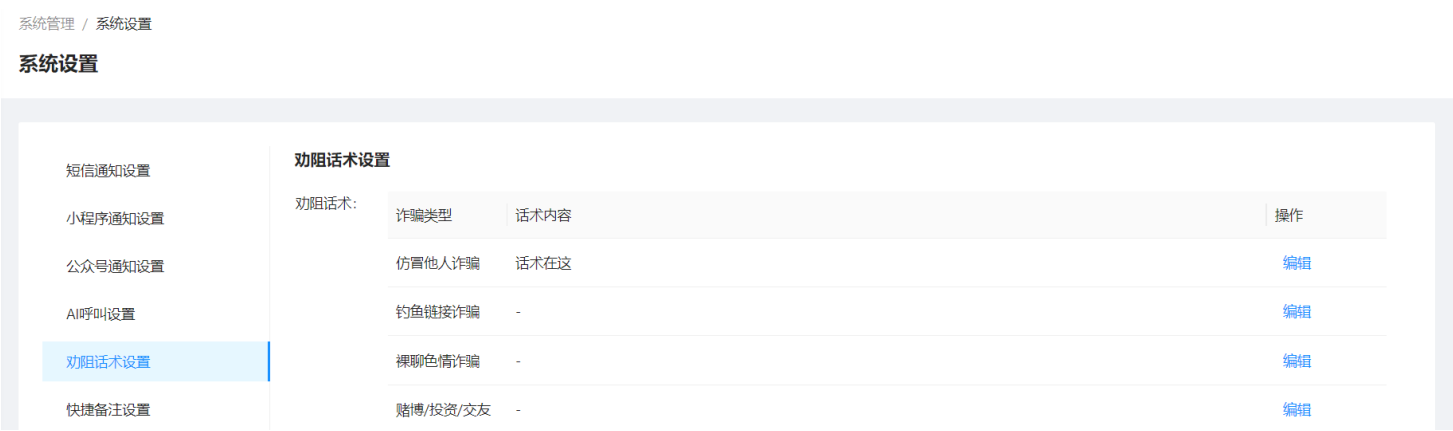 系统管理 / 系统设置
系统设置
短信通知设置
小程序通知设置
公众号通知设置
AI呼叫设置
劝阻话术设置
快捷备注设置
劝阻话术设置
劝阻话术：
诈骗类型 话术内容 操作
仿冒他人诈骗 话术在这 编辑
钓鱼链接诈骗 - 编辑
裸聊色情诈骗 - 编辑
赌博/投资/交友 - 编辑